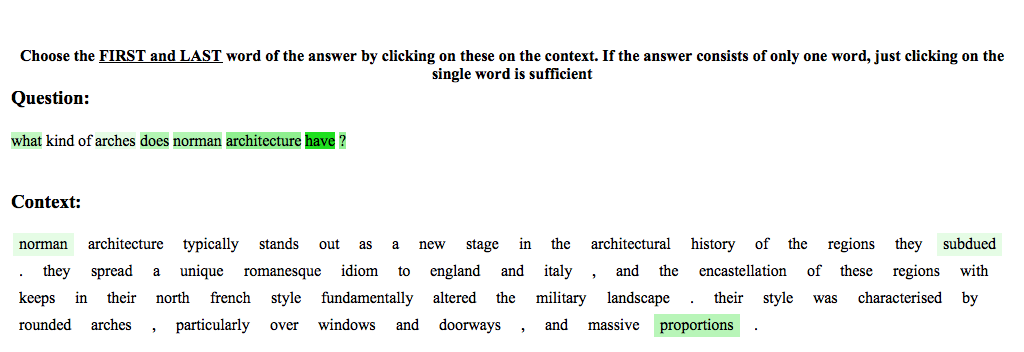 Choose the FIRST and LAST word of the answer by clicking on these on the context. If the answer consists of only one word, just clicking on the
single word is sufficient
Question:
what kind of arches does norman architecture have ?
Context:
norman architecture typically stands out as a new stage in the architectural history of the regions they subdued
. they spread a unique romanesque idiom to england and italy , and the encastellation of these regions with
keeps in their north french style fundamentally altered the military landscape . their style was characterised by
rounded arches , particularly over windows and doorways , and massive proportions .